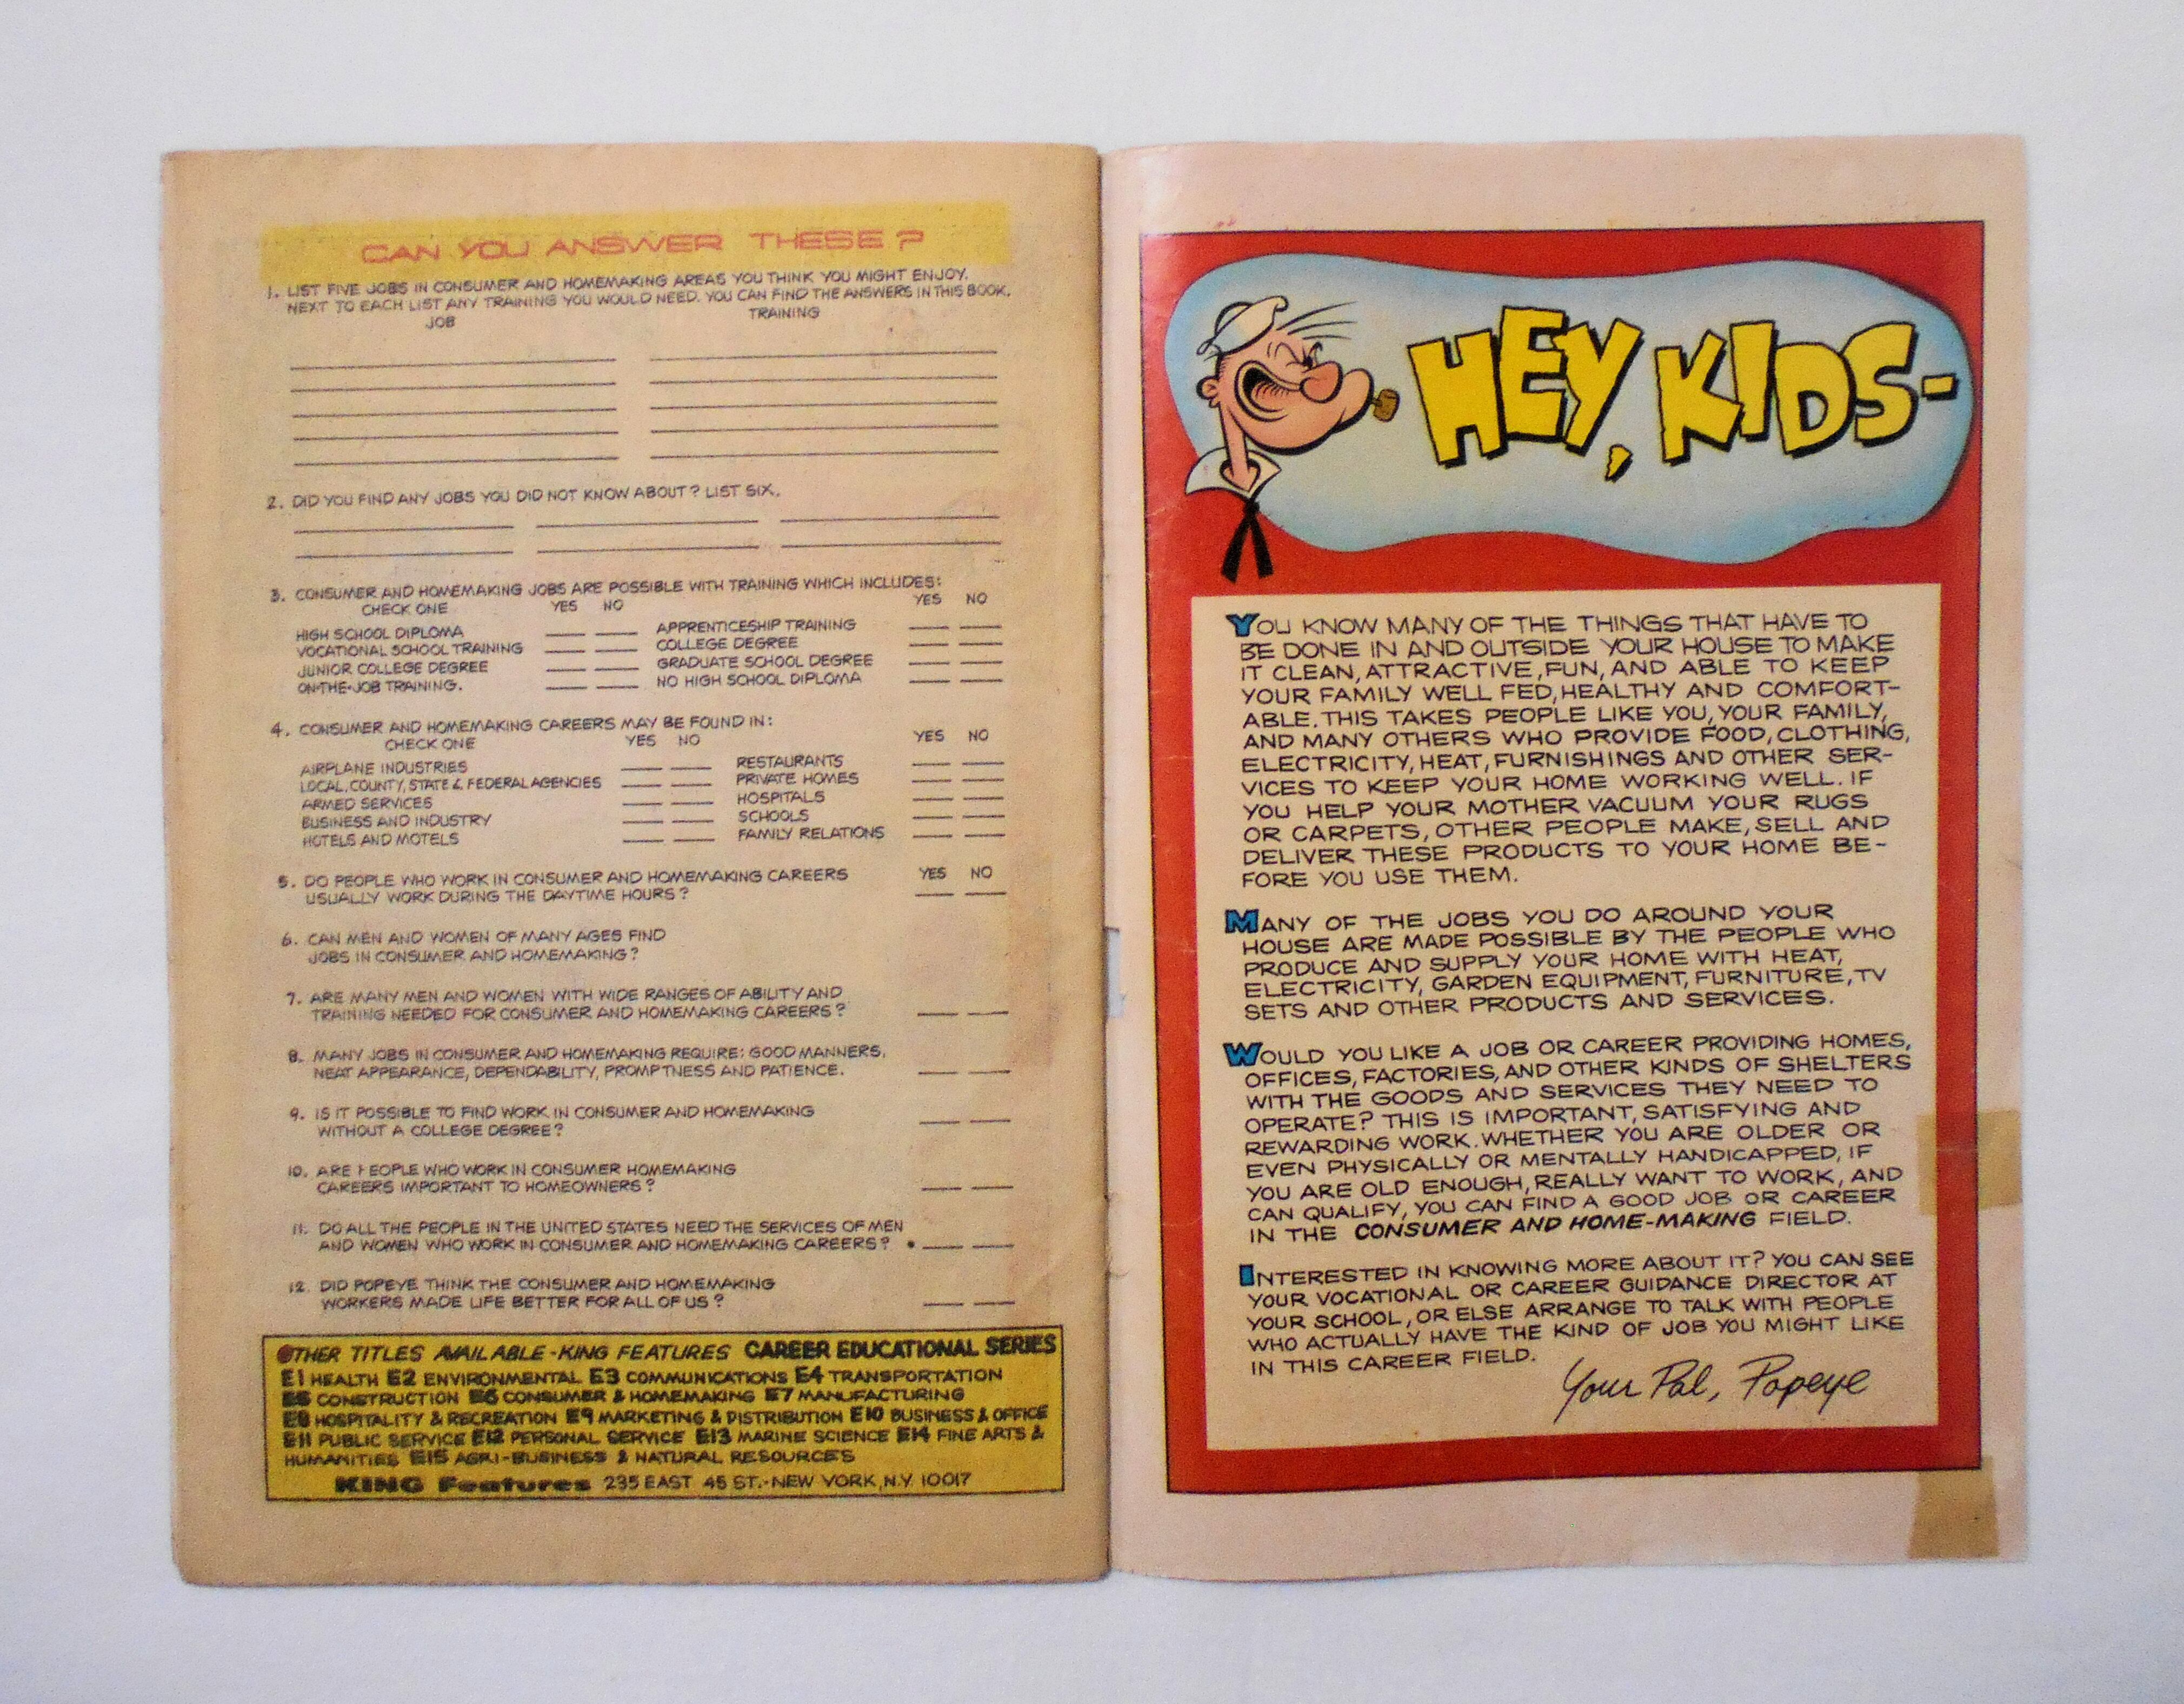 CAN YOU ANSWER THESE?
1. LIST FIVE JOBS IN CONSUMER AND HOMEMAKING AREAS YOU THINK YOU MIGHT ENJOY.
NEXT TO EACH LIST ANY TRAINING YOU WOULD NEED. YOU CAN FIND THE ANSWERS IN THIS BOOK.
JOB TRAINING
2. DID YOU FIND ANY JOBS YOU DID NOT KNOW ABOUT? LIST SIX.
3. CONSUMER AND HOMEMAKING JOBS ARE POSSIBLE WITH TRAINING WHICH INCLUDES:
CHECK ONE YES NO YES NO
HIGH SCHOOL DIPLOMA APPRENTICESHIP TRAINING
VOCATIONAL SCHOOL TRAINING COLLEGE DEGREE
JUNIOR COLLEGE DEGREE GRADUATE SCHOOL DEGREE
ON-THE-JOB TRAINING. NO HIGH SCHOOL DIPLOMA
4. CONSUMER AND HOMEMAKING CAREERS MAY BE FOUND IN:
CHECK ONE YES NO YES NO
AIRPLANE INDUSTRIES RESTAURANTS
LOCAL, COUNTY, STATE & FEDERAL AGENCIES PRIVATE HOMES
ARMED SERVICES HOSPITALS
BUSINESS AND INDUSTRY SCHOOLS
HOTELS AND MOTELS FAMILY RELATIONS
5. DO PEOPLE WHO WORK IN CONSUMER AND HOMEMAKING CAREERS YES NO
USUALLY WORK DURING THE DAYTIME HOURS?
6. CAN MEN AND WOMEN OF MANY AGES FIND
JOBS IN CONSUMER AND HOMEMAKING?
7. ARE MANY MEN AND WOMEN WITH WIDE RANGES OF ABILITY AND
TRAINING NEEDED FOR CONSUMER AND HOMEMAKING CAREERS?
8. MANY JOBS IN CONSUMER AND HOMEMAKING REQUIRE: GOOD MANNERS,
NEAT APPEARANCE, DEPENDABILITY, PROMPTNESS AND PATIENCE.
9. IS IT POSSIBLE TO FIND WORK IN CONSUMER AND HOMEMAKING
WITHOUT A COLLEGE DEGREE?
10. ARE PEOPLE WHO WORK IN CONSUMER HOMEMAKING
CAREERS IMPORTANT TO HOMEOWNERS?
11. DO ALL THE PEOPLE IN THE UNITED STATES NEED THE SERVICES OF MEN
AND WOMEN WHO WORK IN CONSUMER AND HOMEMAKING CAREERS?
12. DID POPEYE THINK THE CONSUMER AND HOMEMAKING
WORKERS MADE LIFE BETTER FOR ALL OF US?
OTHER TITLES AVAILABLE-KING FEATURES CAREER EDUCATIONAL SERIES
E1 HEALTH E2 ENVIRONMENTAL E3 COMMUNICATIONS E4 TRANSPORTATION
E5 CONSTRUCTION E6 CONSUMER & HOMEMAKING E7 MANUFACTURING
E8 HOSPITALITY & RECREATION E9 MARKETING & DISTRIBUTION E10 BUSINESS & OFFICE
E11 PUBLIC SERVICE E12 PERSONAL SERVICE E13 MARINE SCIENCE E14 FINE ARTS &
HUMANITIES E15 AGRI-BUSINESS & NATURAL RESOURCES
KING Features 235 EAST 45 ST.-NEW YORK, N.Y. 10017
HEY, KIDS-
YOU KNOW MANY OF THE THINGS THAT HAVE TO
BE DONE IN AND OUTSIDE YOUR HOUSE TO MAKE
IT CLEAN, ATTRACTIVE, FUN, AND ABLE TO KEEP
YOUR FAMILY WELL FED, HEALTHY AND COMFORT-
ABLE. THIS TAKES PEOPLE LIKE YOU, YOUR FAMILY,
AND MANY OTHERS WHO PROVIDE FOOD, CLOTHING,
ELECTRICITY, HEAT, FURNISHINGS AND OTHER SER-
VICES TO KEEP YOUR HOME WORKING WELL. IF
YOU HELP YOUR MOTHER VACUUM YOUR RUGS
OR CARPETS, OTHER PEOPLE MAKE, SELL AND
DELIVER THESE PRODUCTS TO YOUR HOME BE-
FORE YOU USE THEM.
MANY OF THE JOBS YOU DO AROUND YOUR
HOUSE ARE MADE POSSIBLE BY THE PEOPLE WHO
PRODUCE AND SUPPLY YOUR HOME WITH HEAT,
ELECTRICITY, GARDEN EQUIPMENT, FURNITURE, TV
SETS AND OTHER PRODUCTS AND SERVICES.
WOULD YOU LIKE A JOB OR CAREER PROVIDING HOMES,
OFFICES, FACTORIES, AND OTHER KINDS OF SHELTERS
WITH THE GOODS AND SERVICES THEY NEED TO
OPERATE? THIS IS IMPORTANT, SATISFYING AND
REWARDING WORK. WHETHER YOU ARE OLDER OR
EVEN PHYSICALLY OR MENTALLY HANDICAPPED, IF
YOU ARE OLD ENOUGH, REALLY WANT TO WORK, AND
CAN QUALIFY, YOU CAN FIND A GOOD JOB OR CAREER
IN THE CONSUMER AND HOME-MAKING FIELD.
INTERESTED IN KNOWING MORE ABOUT IT? YOU CAN SEE
YOUR VOCATIONAL OR CAREER GUIDANCE DIRECTOR AT
YOUR SCHOOL, OR ELSE ARRANGE TO TALK WITH PEOPLE
WHO ACTUALLY HAVE THE KIND OF JOB YOU MIGHT LIKE
IN THIS CAREER FIELD.
Your Pal, Popeye